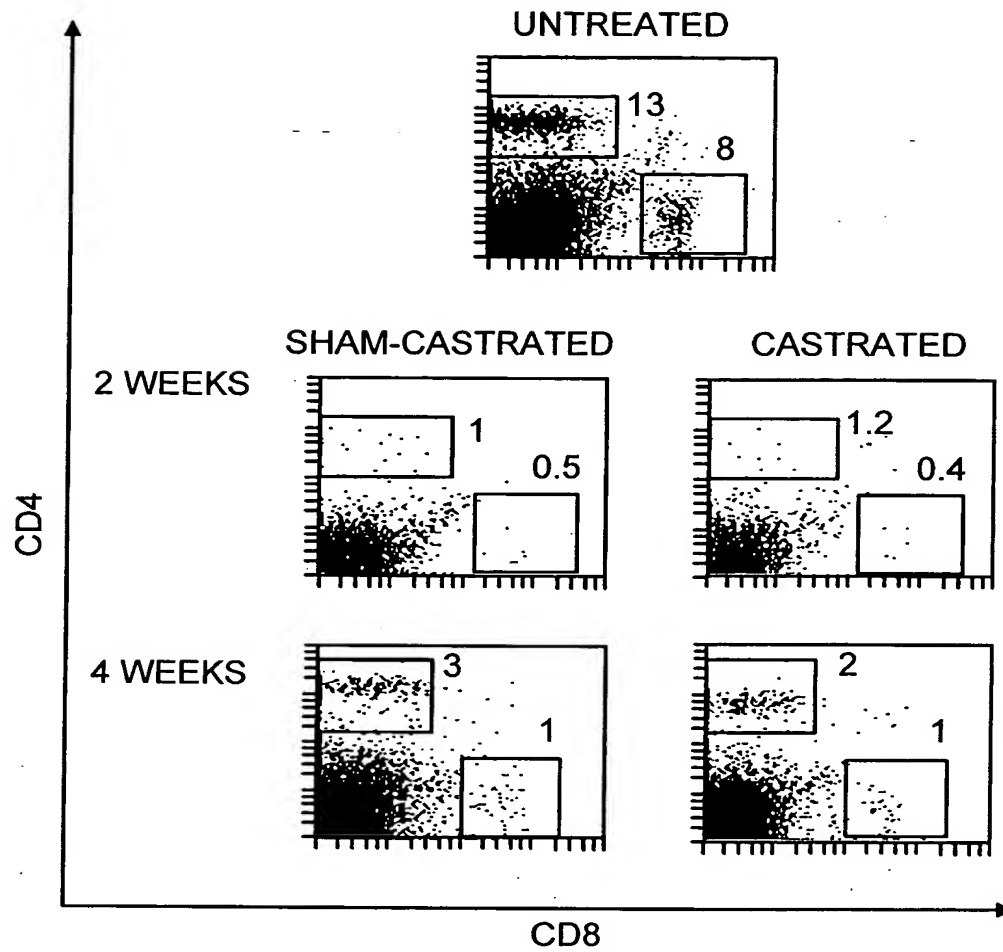 UNTREATED
13
8
SHAM-CASTRATED CASTRATED
2 WEEKS
1
0.5
1.2
0.4
4 WEEKS
3
1
2
1
CD4
CD8